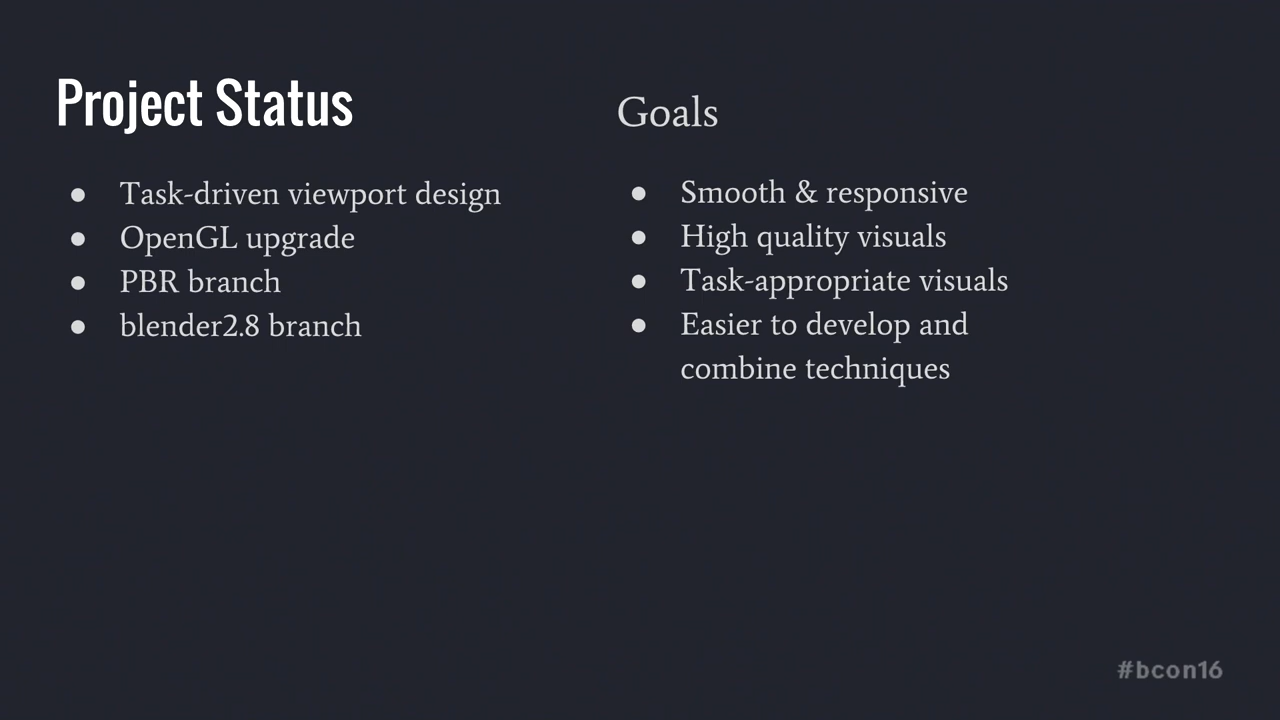 Project Status
● Task-driven viewport design
● OpenGL upgrade
● PBR branch
● blender2.8 branch
Goals
● Smooth & responsive
● High quality visuals
● Task-appropriate visuals
● Easier to develop and
combine techniques
#bcon16